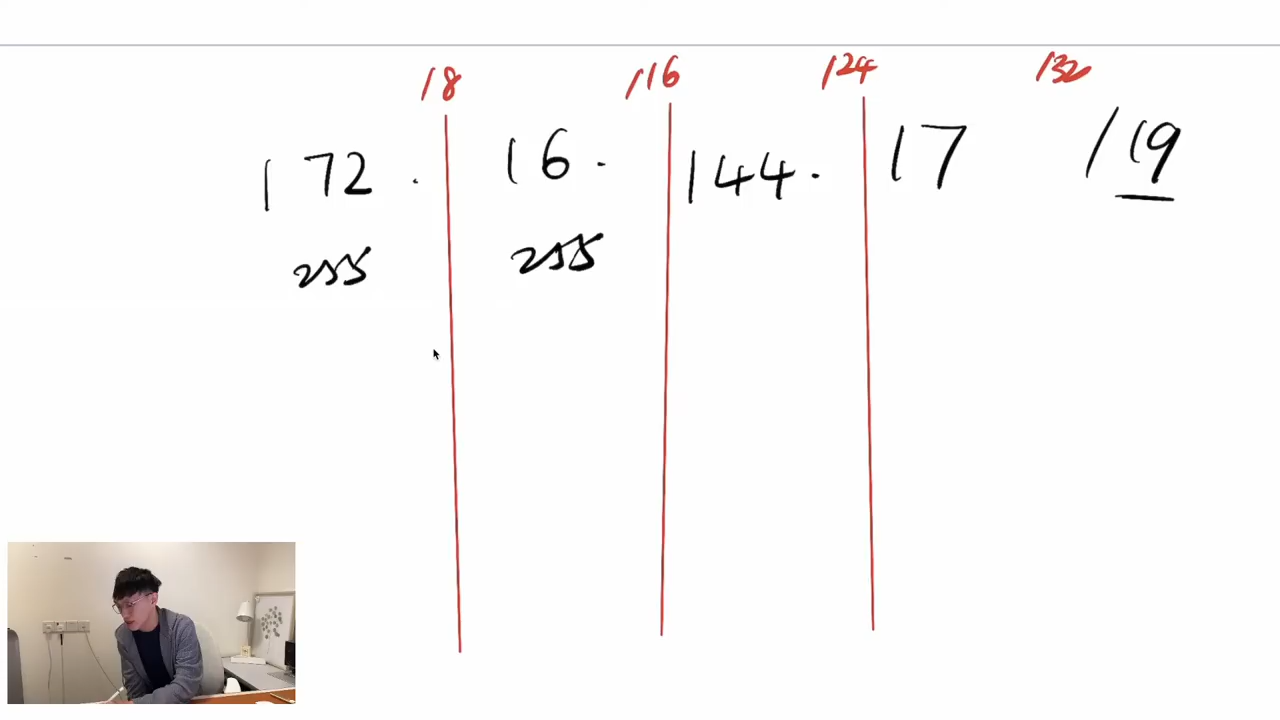 /8 /16 /24 /32
172. 16. 144. 17 /19
255 255